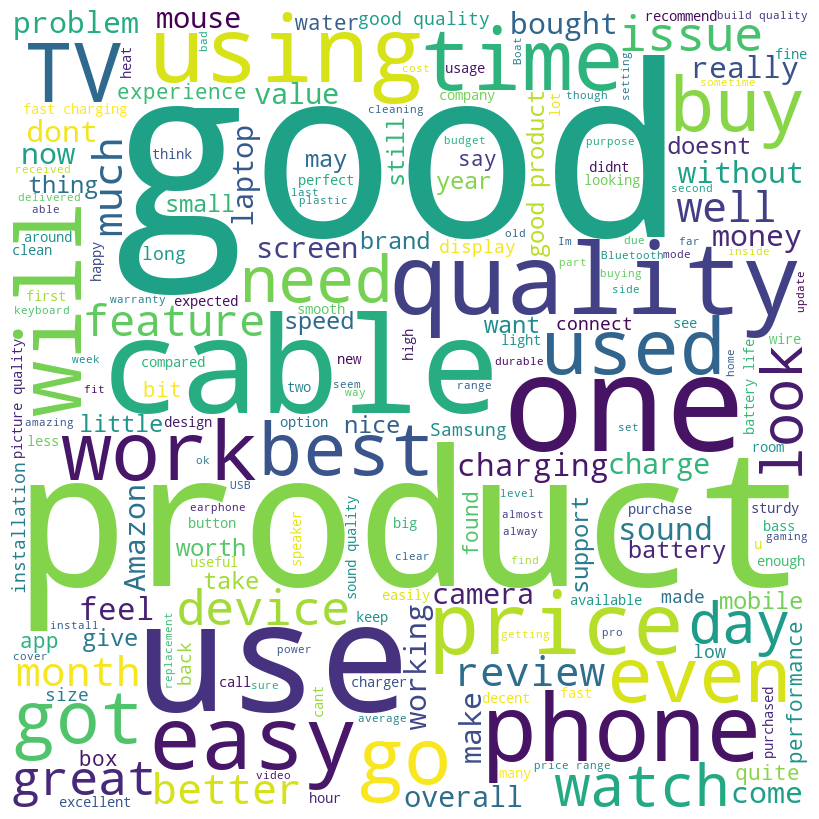 problem
mouse
water
good quality
bought
recommend
build quality
TV
using
bad
heat
Boat
time
issue
fine
experience
value
cost
usage
setting
really
fast charging
cleaning
company
though
sometime
buy
dont
good
lot
now
received
much
think
laptop
may
still
budget
say
purpose
didnt
doesnt
thing
delivered
able
small
perfect
last
plastic
year
good product
looking
second
without
around
clean
will
long
happy
screen
brand
display
old
Im
Bluetooth
due
mode
far
well
inside
money
part
buying
side
update
first
keyboard
feature
warranty
expected
need
smooth
speed
quality
want
connect
light
see
wire
used
durable
home
battery life
look
week
compared
cable
new
high
two
seem
way
range
one
set
room
fit
bit
picture quality
amazing
less
little
design
option
nice
Samsung
ok
work
best
charging
charge
USB
product
installation
Amazon
earphone
button
worth
useful
take
speaker
sound quality
big
clear
easily
level
almost
alway
find
found
support
purchase
sound
battery
sturdy
bass
gaming
u
enough
feel
device
use
keep
camera
price
available
made
mobile
day
low
app
give
cover
install
month
back
replacement
call
sure
power
charger
cant
average
working
getting
pro
review
even
performance
size
got
box
great
excellent
easy
better
video
hour
go
overall
make
decent
fast
many
phone
price range
watch
purchased
quite
come